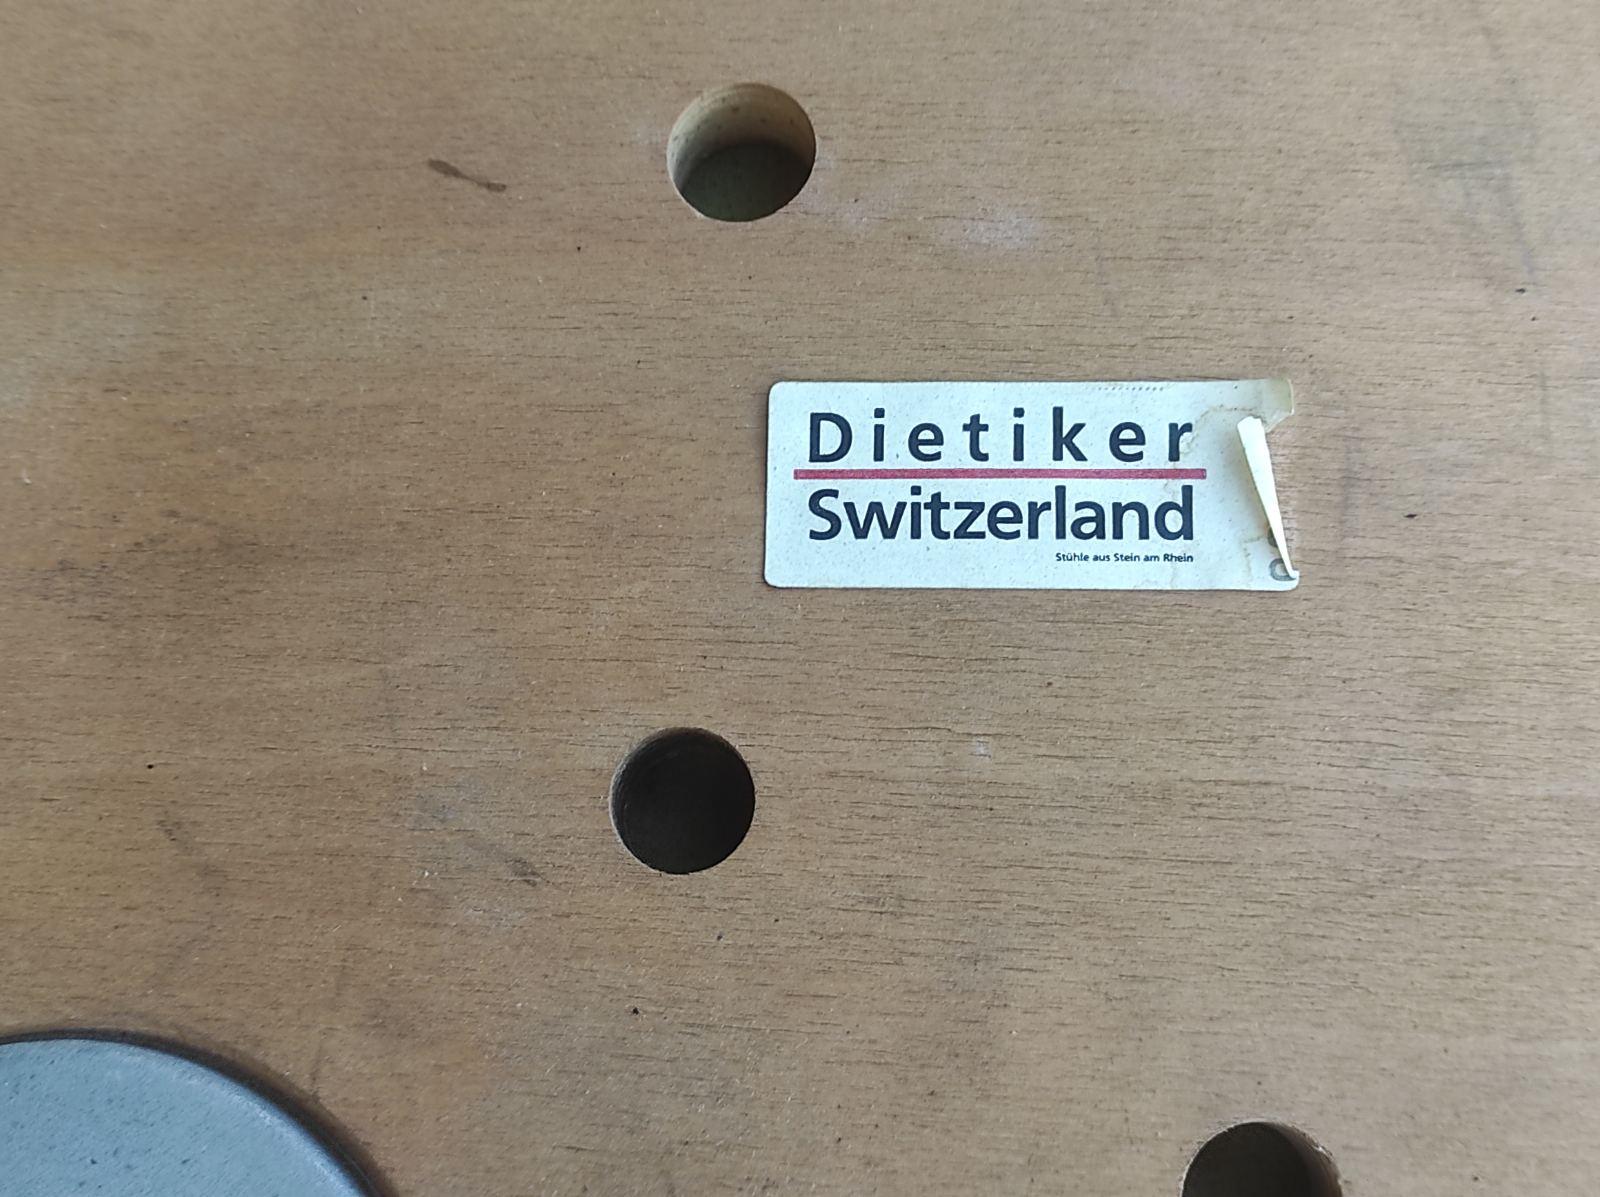 Dietiker
Switzerland
Stühle aus Stein am Rhein